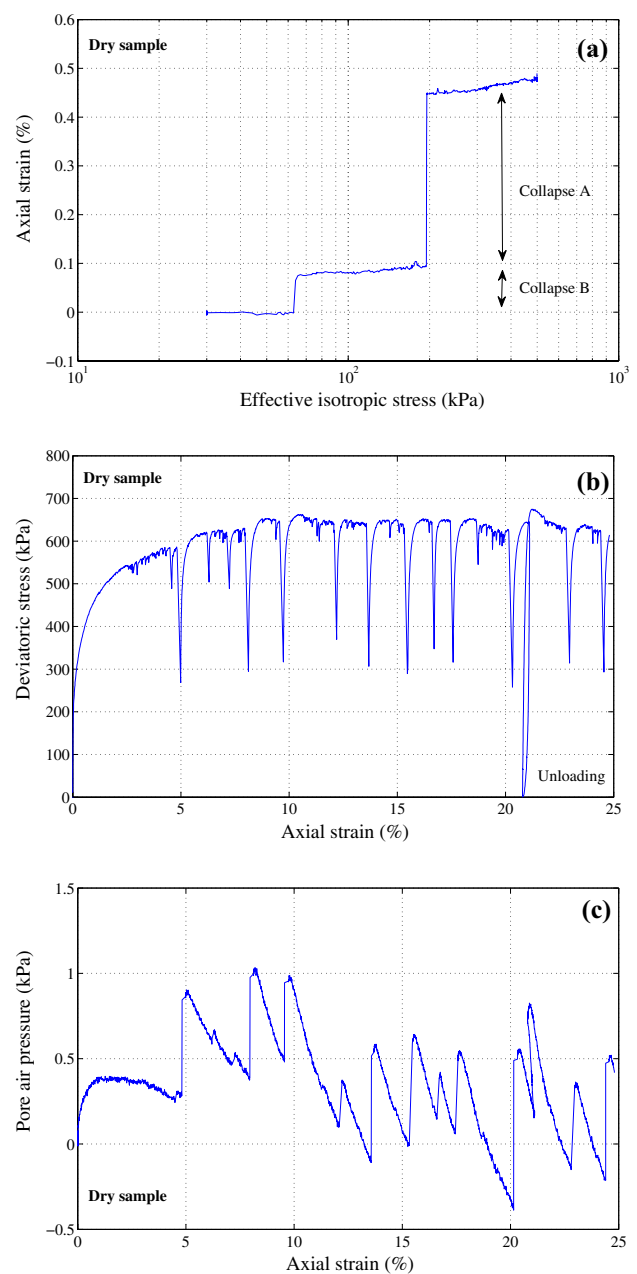 Dry sample
(a)
0.6
0.5
0.4
0.3
0.2
0.1
0
−0.1
Axial strain (%)
Collapse A
Collapse B
10^1
10^2
10^3
Effective isotropic stress (kPa)
Dry sample
(b)
800
700
600
500
400
300
200
100
0
Deviatoric stress (kPa)
Unloading
0
5
10
15
20
25
Axial strain (%)
(c)
1.5
1
0.5
0
−0.5
Pore air pressure (kPa)
Dry sample
0
5
10
15
20
25
Axial strain (%)